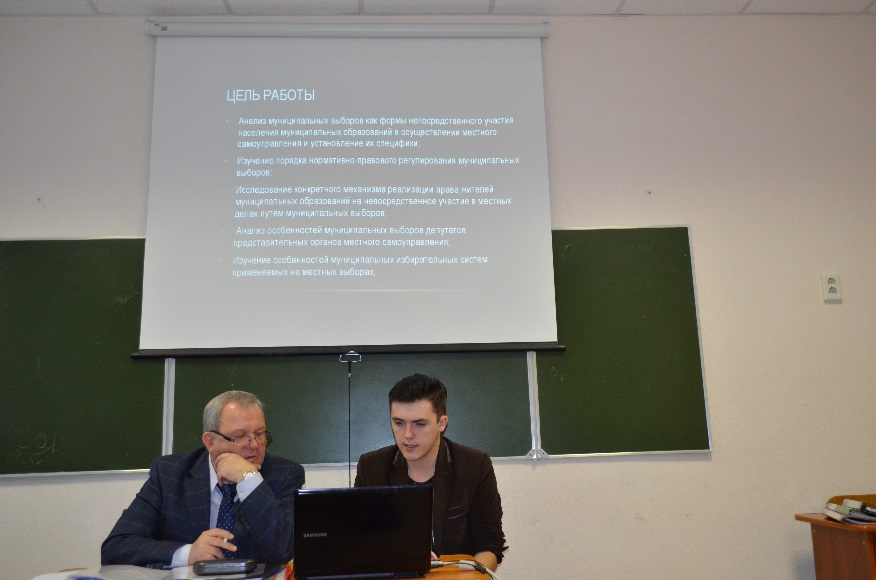 ЦЕЛЬ РАБОТЫ
- Анализ муниципальных выборов как формы непосредственного участия
населения муниципальных образований в осуществлении местного
самоуправления и установление их специфики;
- Изучение порядка нормативно-правового регулирования муниципальных
выборов;
- Исследование конкретного механизма реализации права жителей
муниципальных образований на непосредственное участие в местных
делах путем муниципальных выборов;
- Анализ особенностей муниципальных выборов депутатов
представительных органов местного самоуправления;
- Изучение особенностей муниципальных избирательных систем,
применяемых на местных выборах;
SAMSUNG